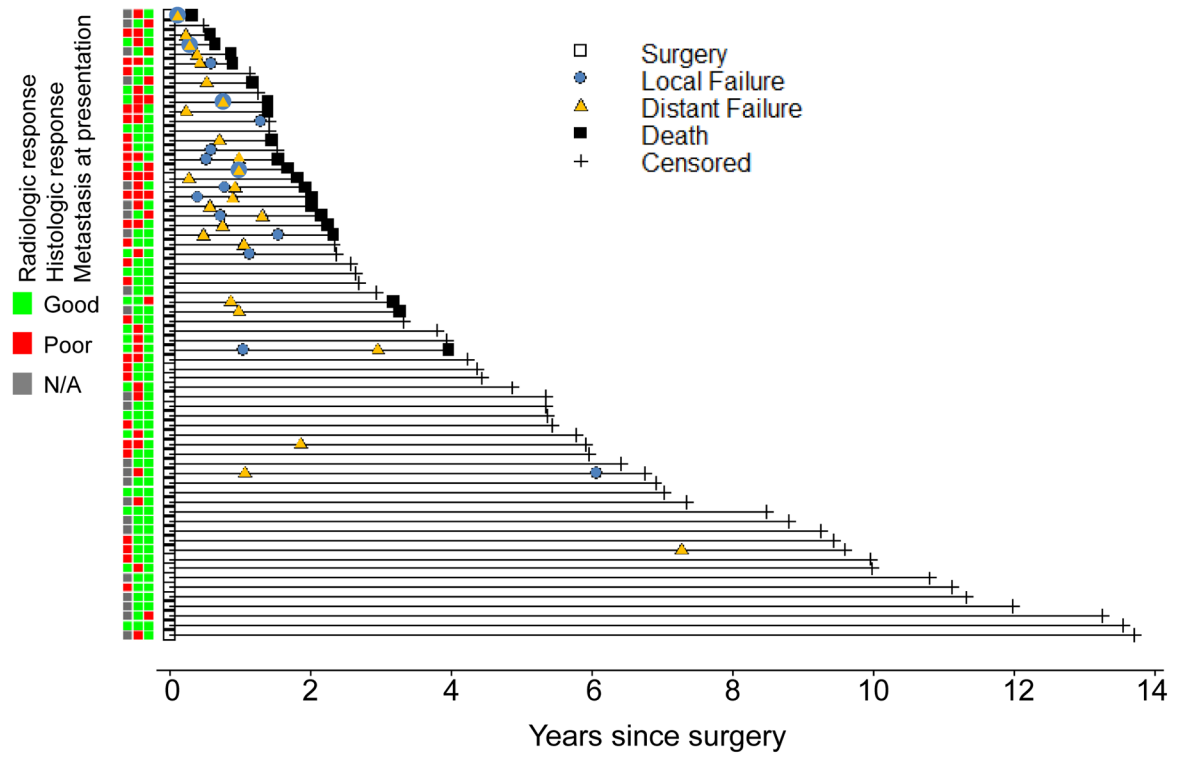 Radiologic response
Histologic response
Metastasis at presentation
Good
Poor
N/A
Surgery
Local Failure
Distant Failure
Death
Censored
0 2 4 6 8 10 12 14
Years since surgery